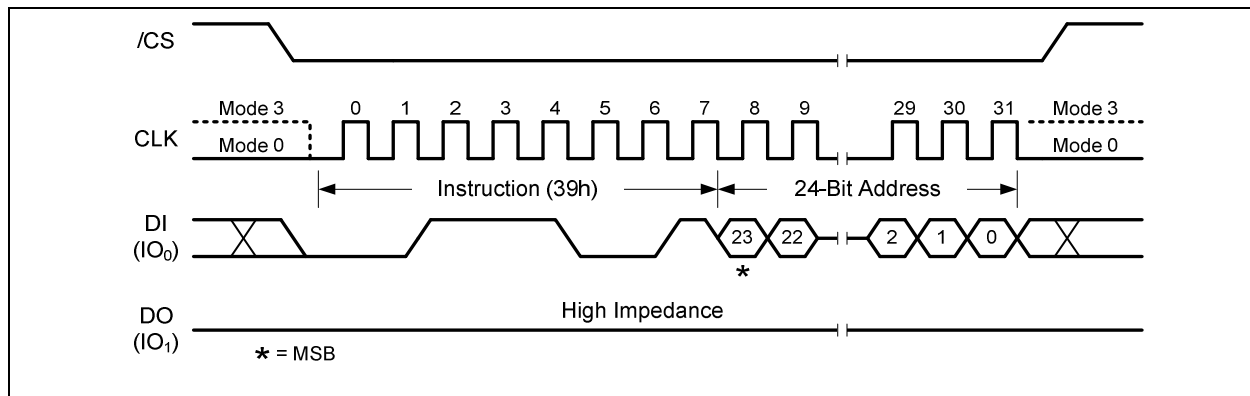 /CS
Mode 3 0 1 2 3 4 5 6 7 8 9 29 30 31 Mode 3
CLK
Mode 0 Mode 0
Instruction (39h) 24-Bit Address
DI
(IO₀)
23 22 2 1 0
*
DO
(IO₁)
High Impedance
* = MSB